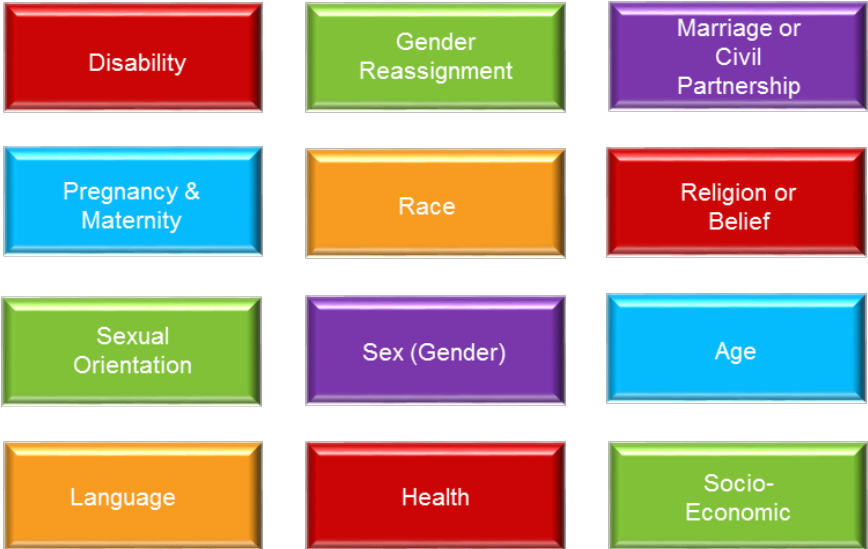 Disability
Gender
Reassignment
Marriage or
Civil
Partnership
Pregnancy &
Maternity
Race
Religion or
Belief
Sexual
Orientation
Sex (Gender)
Age
Language
Health
Socio-
Economic